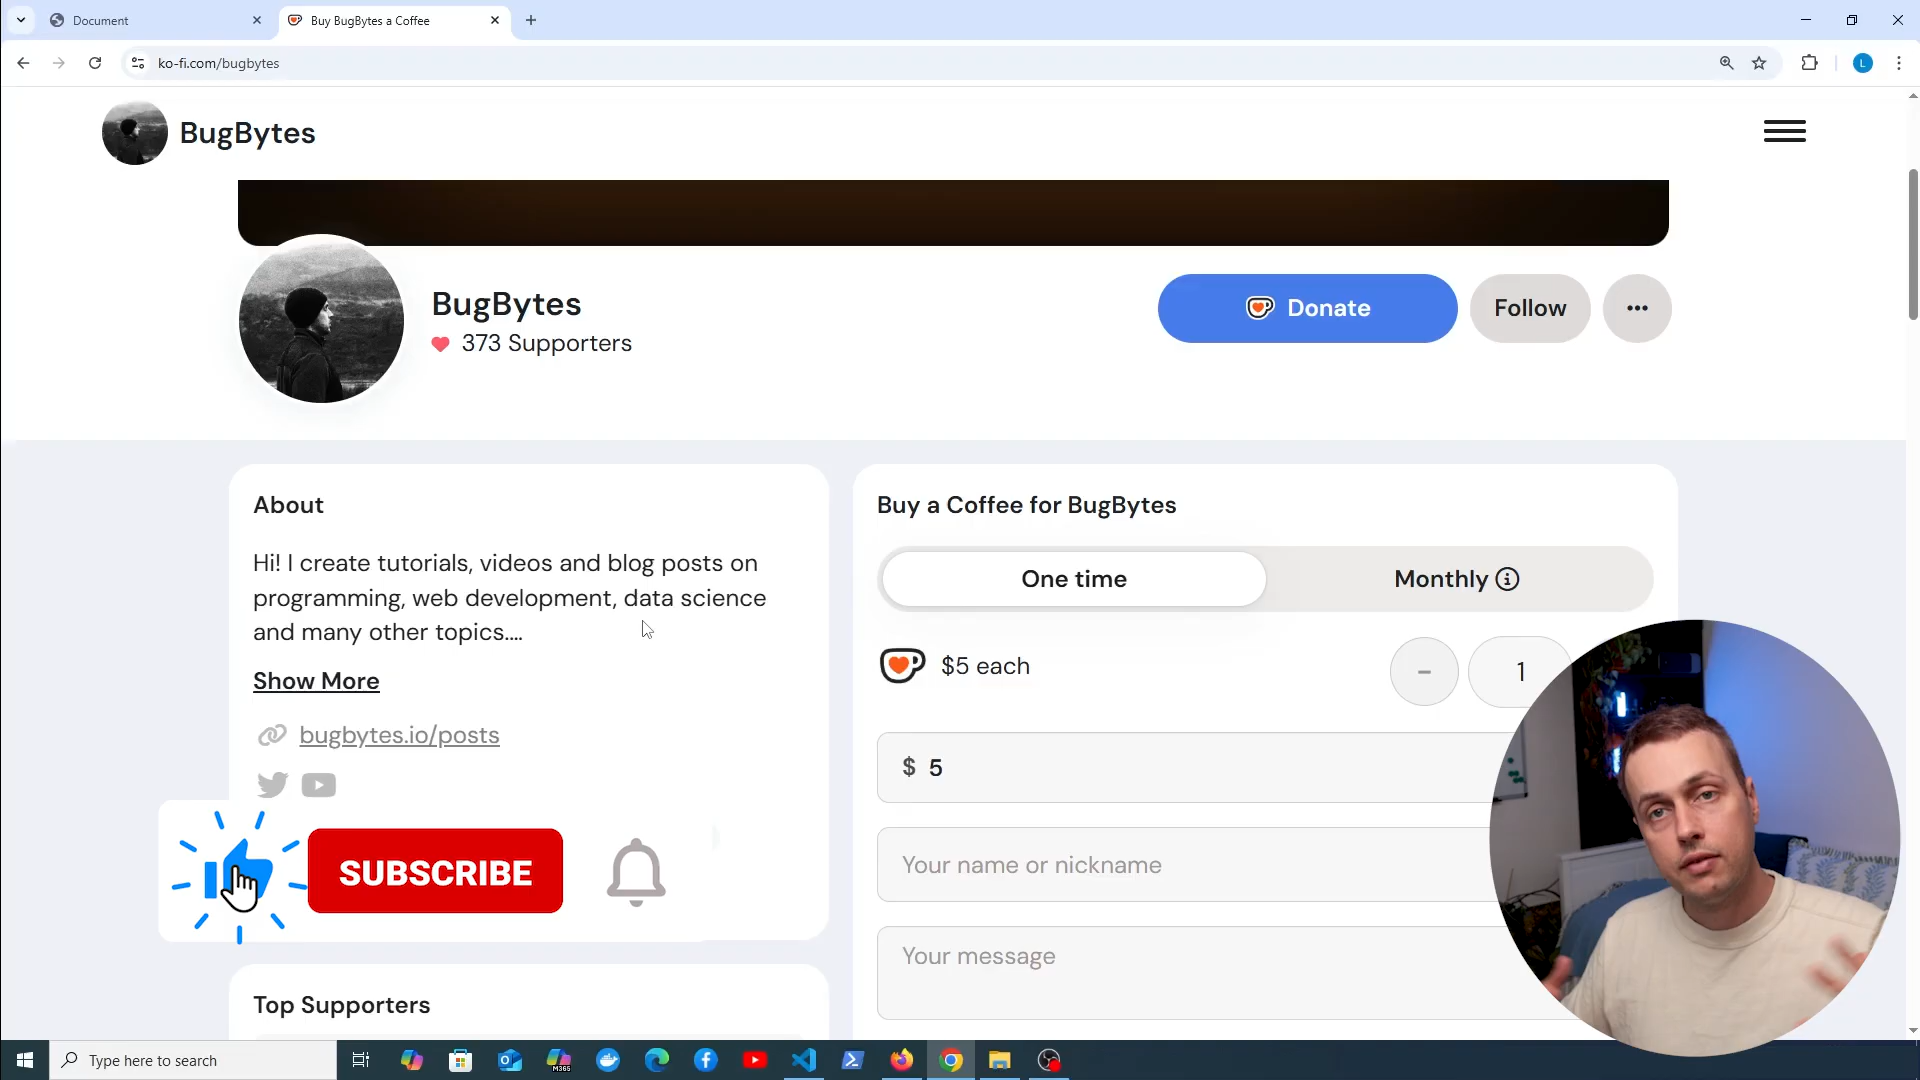 Document
Buy BugBytes a Coffee
ko-fi.com/bugbytes
L
BugBytes
BugBytes
373 Supporters
Donate
Follow
About
Hi! I create tutorials, videos and blog posts on
programming, web development, data science
and many other topics....
Show More
bugbytes.io/posts
SUBSCRIBE
Top Supporters
Buy a Coffee for BugBytes
One time
Monthly
$5 each
1
$ 5
Your name or nickname
Your message
Type here to search
M365